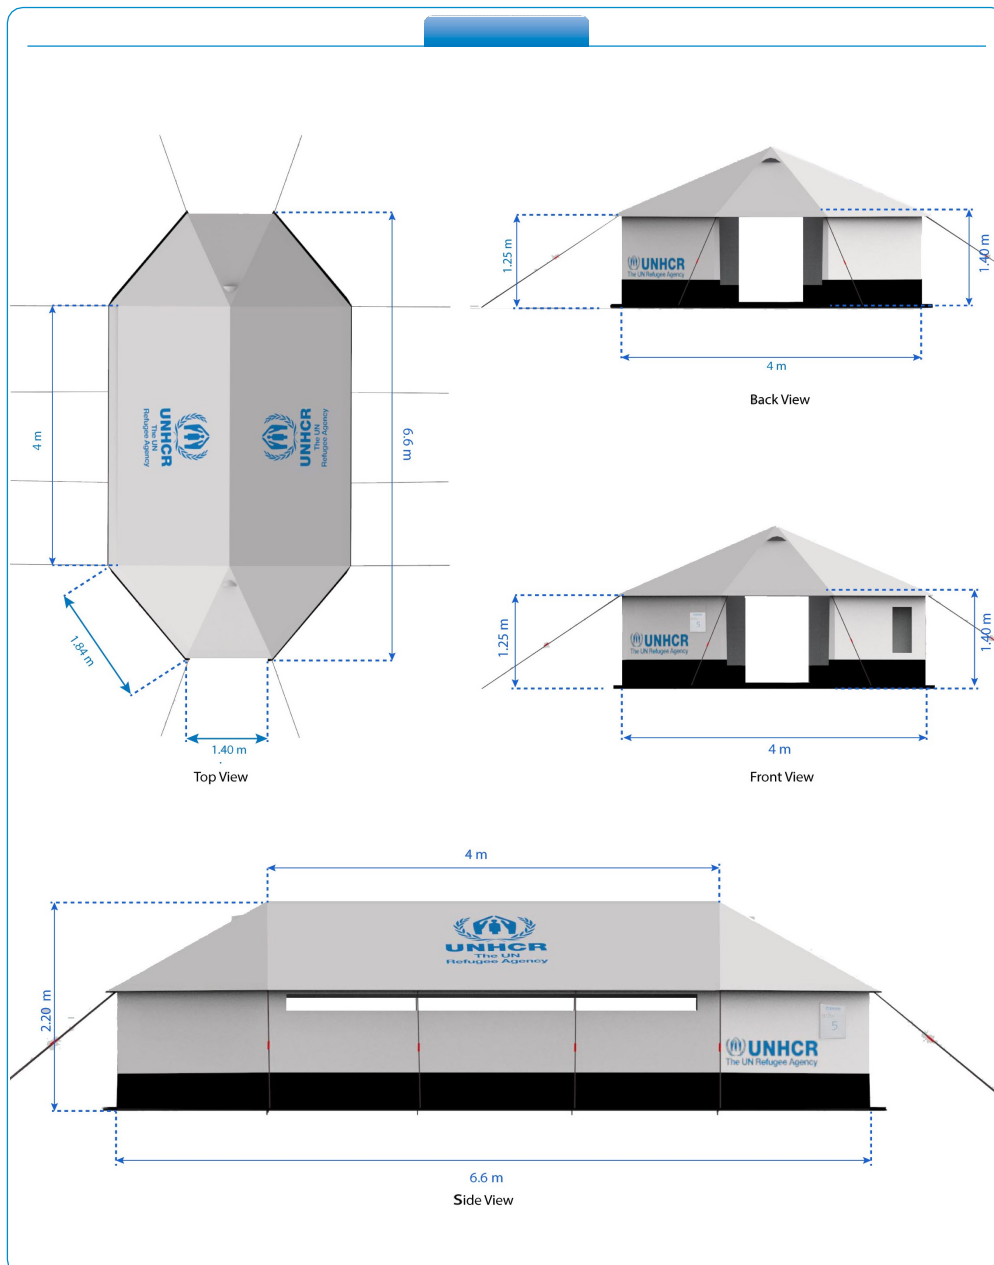 1.25 m
1.40 m
UNHCR
The UN Refugee Agency
4 m
Back View
4 m
UNHCR
The UN
Refugee Agency
UNHCR
The UN
Refugee Agency
6.6 m
1.84 m
1.40 m
Top View
1.25 m
1.40 m
5
UNHCR
The UN Refugee Agency
4 m
Front View
4 m
UNHCR
The UN
Refugee Agency
2.20 m
5
UNHCR
The UN Refugee Agency
6.6 m
Side View